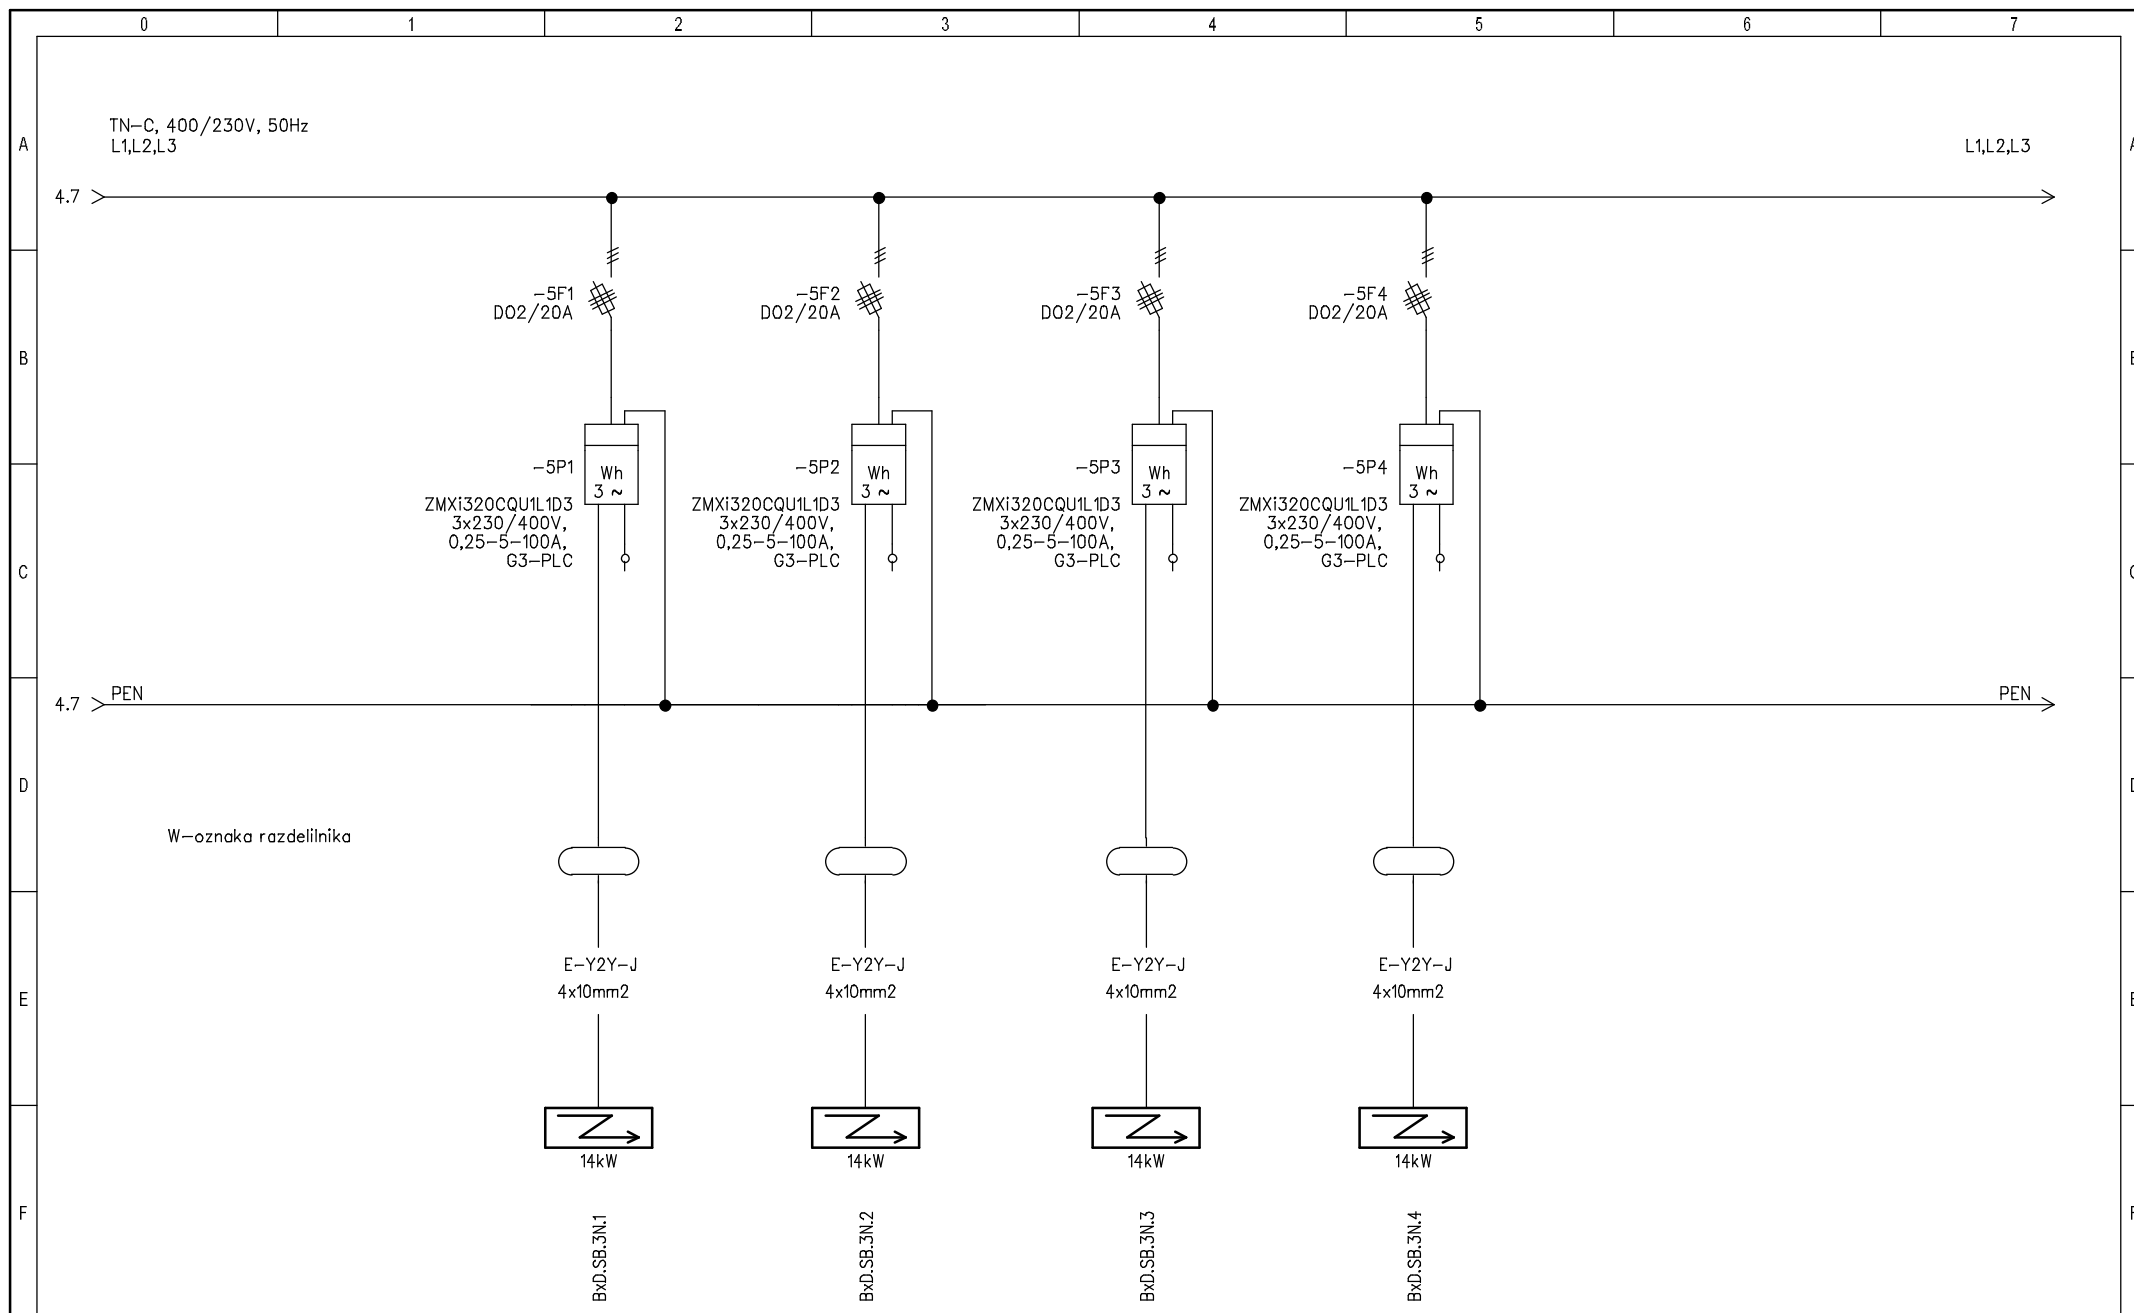 0 1 2 3 4 5 6 7
TN-C, 400/230V, 50Hz
L1,L2,L3
L1,L2,L3
A
A
4.7
-5F1
DO2/20A
-5F2
DO2/20A
-5F3
DO2/20A
-5F4
DO2/20A
B
-5P1
Wh
3 ~
ZMXi320CQU1L1D3
3x230/400V,
0,25-5-100A,
G3-PLC
-5P2
Wh
3 ~
ZMXi320CQU1L1D3
3x230/400V,
0,25-5-100A,
G3-PLC
-5P3
Wh
3 ~
ZMXi320CQU1L1D3
3x230/400V,
0,25-5-100A,
G3-PLC
-5P4
Wh
3 ~
ZMXi320CQU1L1D3
3x230/400V,
0,25-5-100A,
G3-PLC
C
4.7
PEN
PEN
D
W-oznaka razdelilnika
E-Y2Y-J
4x10mm2
E-Y2Y-J
4x10mm2
E-Y2Y-J
4x10mm2
E-Y2Y-J
4x10mm2
E
14kW
14kW
14kW
14kW
F
BxD.SB.3N.1
BxD.SB.3N.2
BxD.SB.3N.3
BxD.SB.3N.4